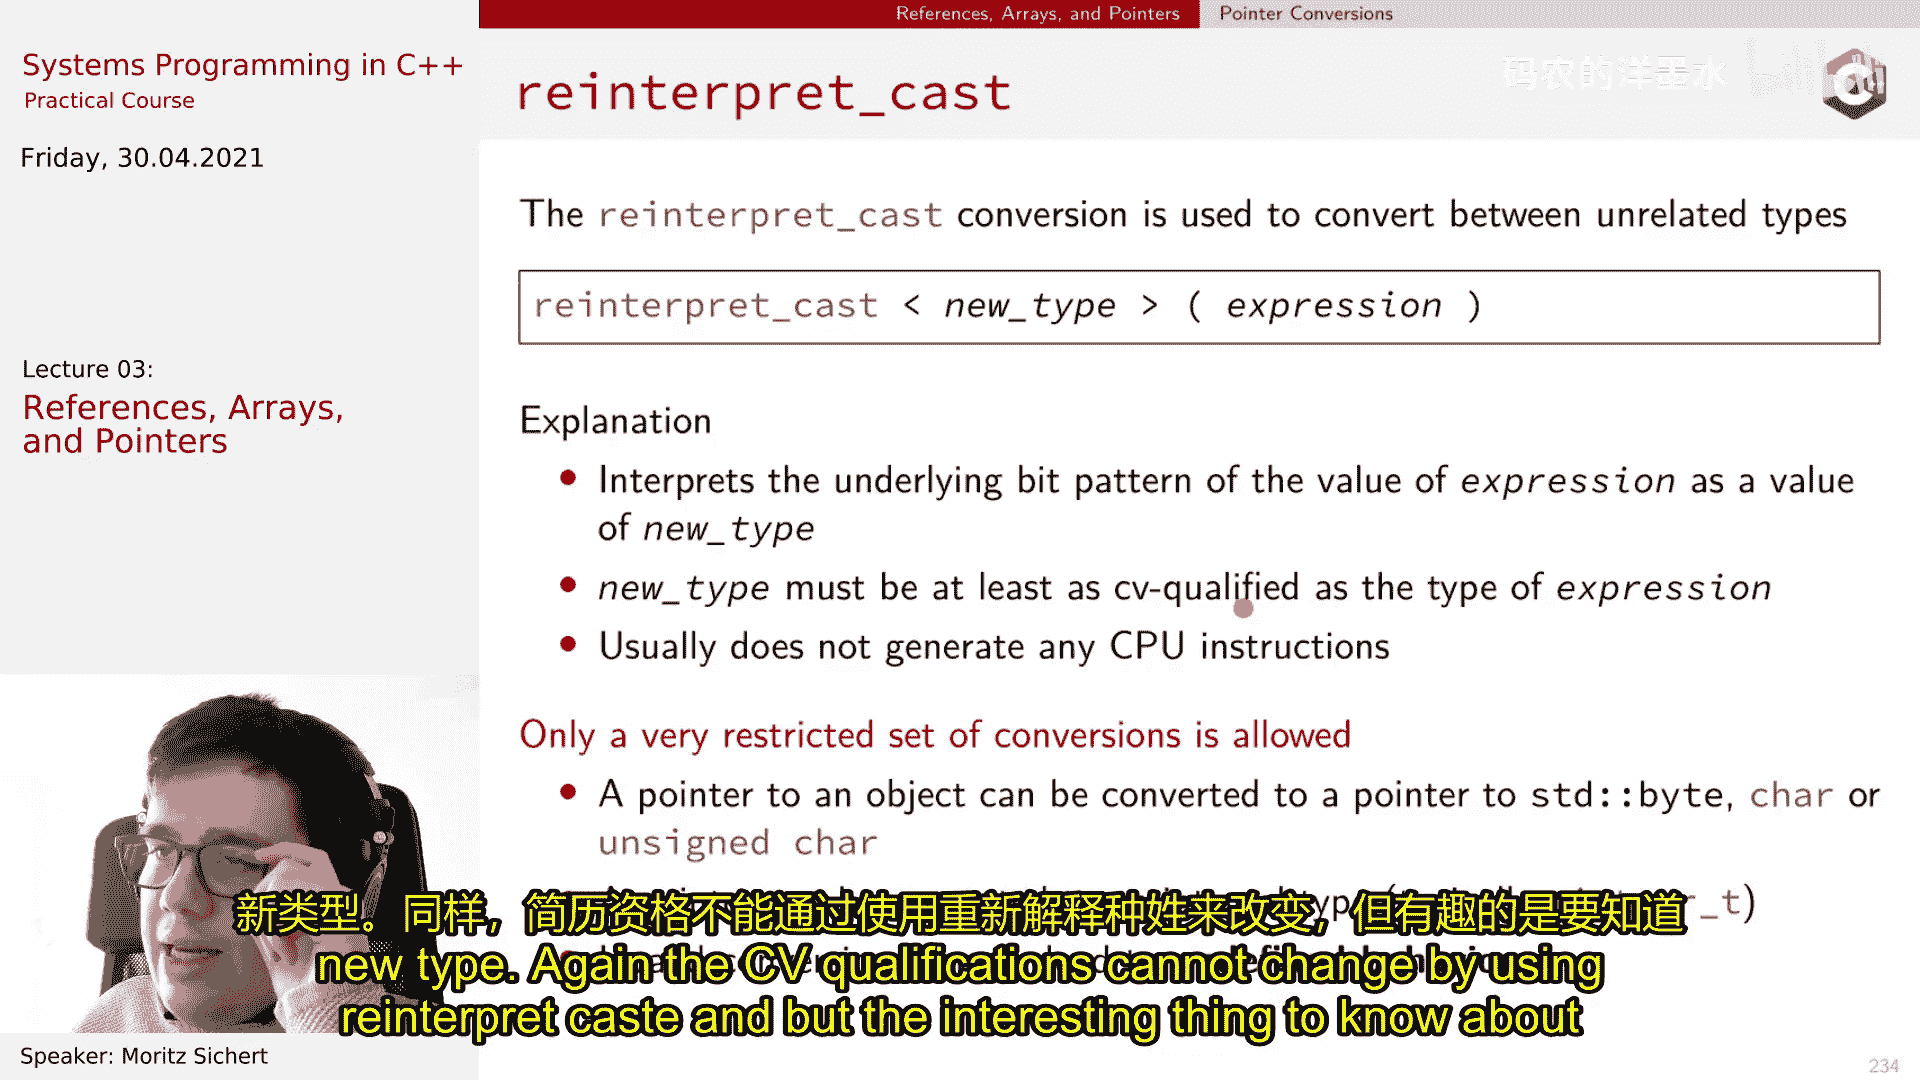 References, Arrays, and Pointers
Pointer Conversions
Systems Programming in C++
Practical Course
Friday, 30.04.2021
Lecture 03:
References, Arrays,
and Pointers
reinterpret_cast
码农的洋墨水
The reinterpret_cast conversion is used to convert between unrelated types
reinterpret_cast < new_type > ( expression )
Explanation
Interprets the underlying bit pattern of the value of expression as a value
of new_type
new_type must be at least as cv-qualified as the type of expression
Usually does not generate any CPU instructions
Only a very restricted set of conversions is allowed
A pointer to an object can be converted to a pointer to std::byte, char or
unsigned char
新类型。同样，简历资格不能通过使用重新解释种姓来改变，但有趣的是要知道
new type. Again the CV qualifications cannot change by using
reinterpret caste and but the interesting thing to know about
Speaker: Moritz Sichert
234